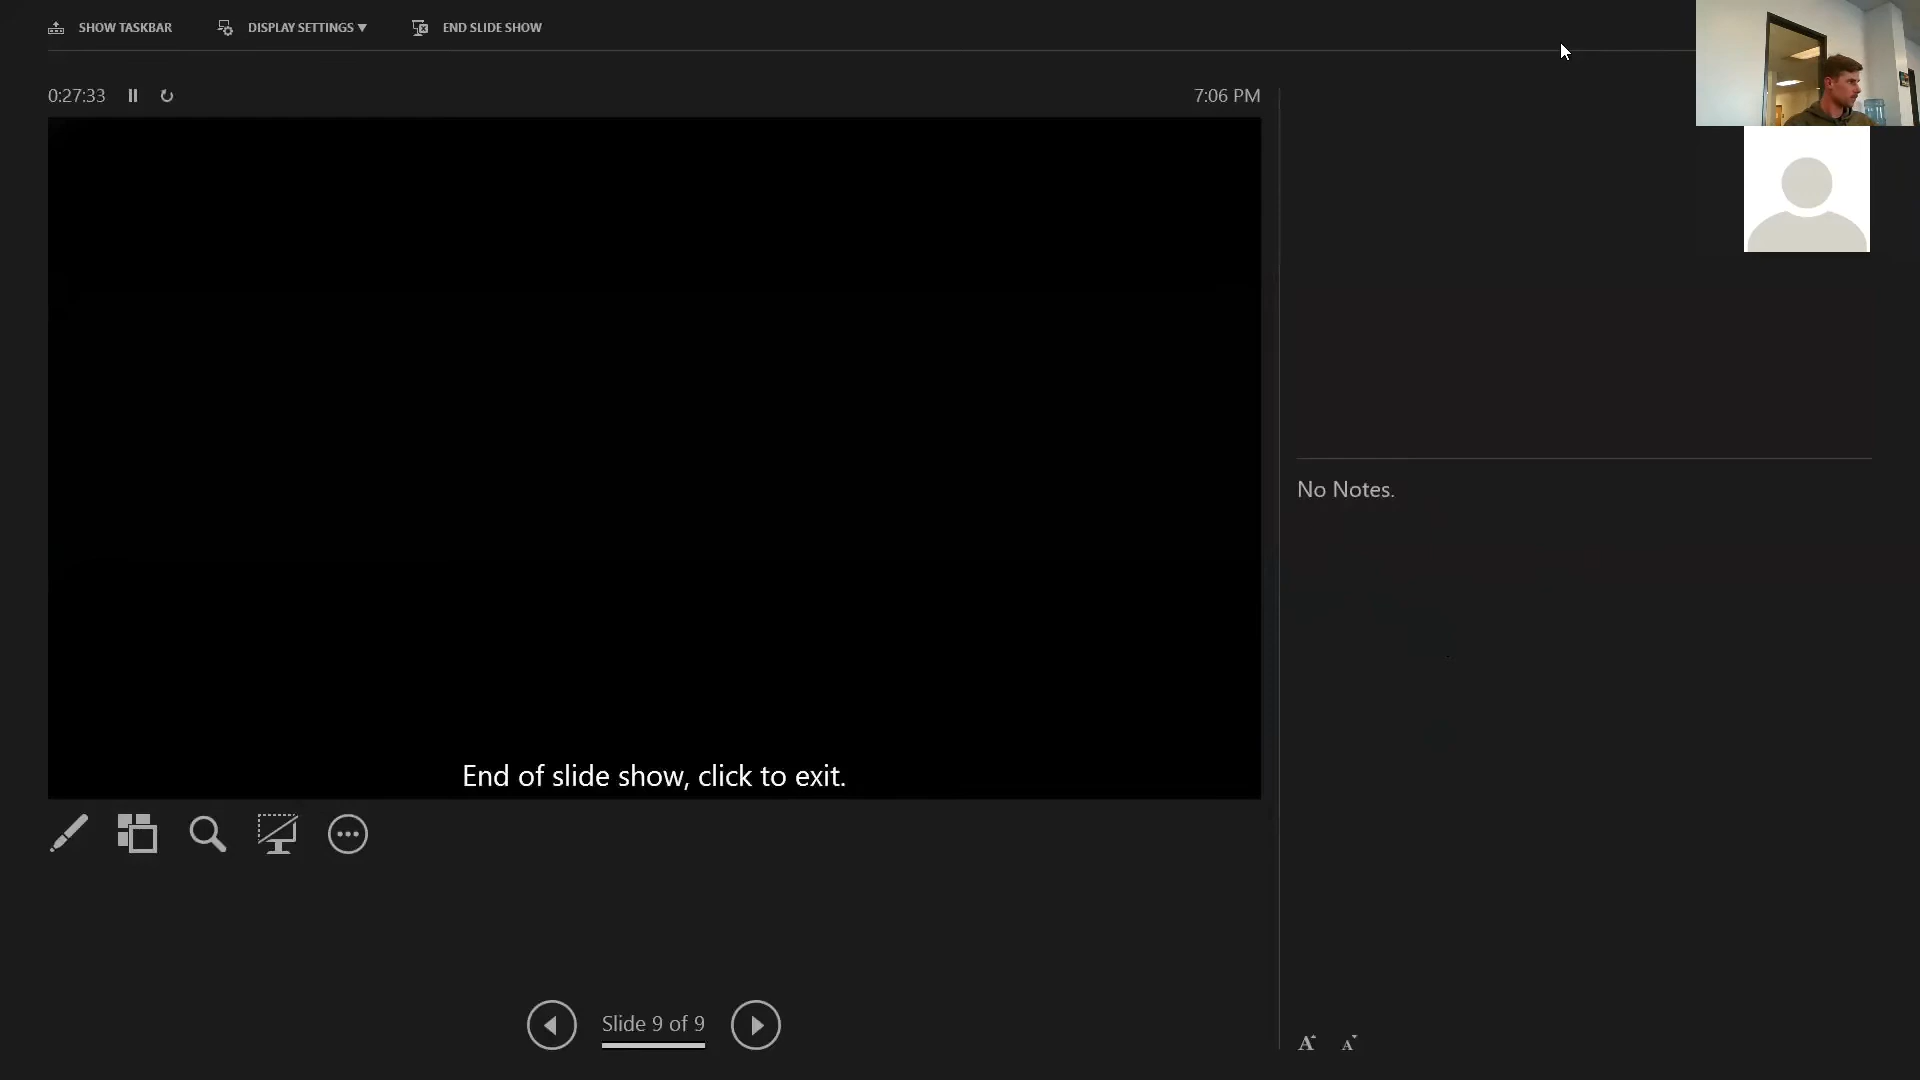 SHOW TASKBAR
DISPLAY SETTINGS ▼
END SLIDE SHOW
0:27:33
7:06 PM
End of slide show, click to exit.
No Notes.
Slide 9 of 9
A A